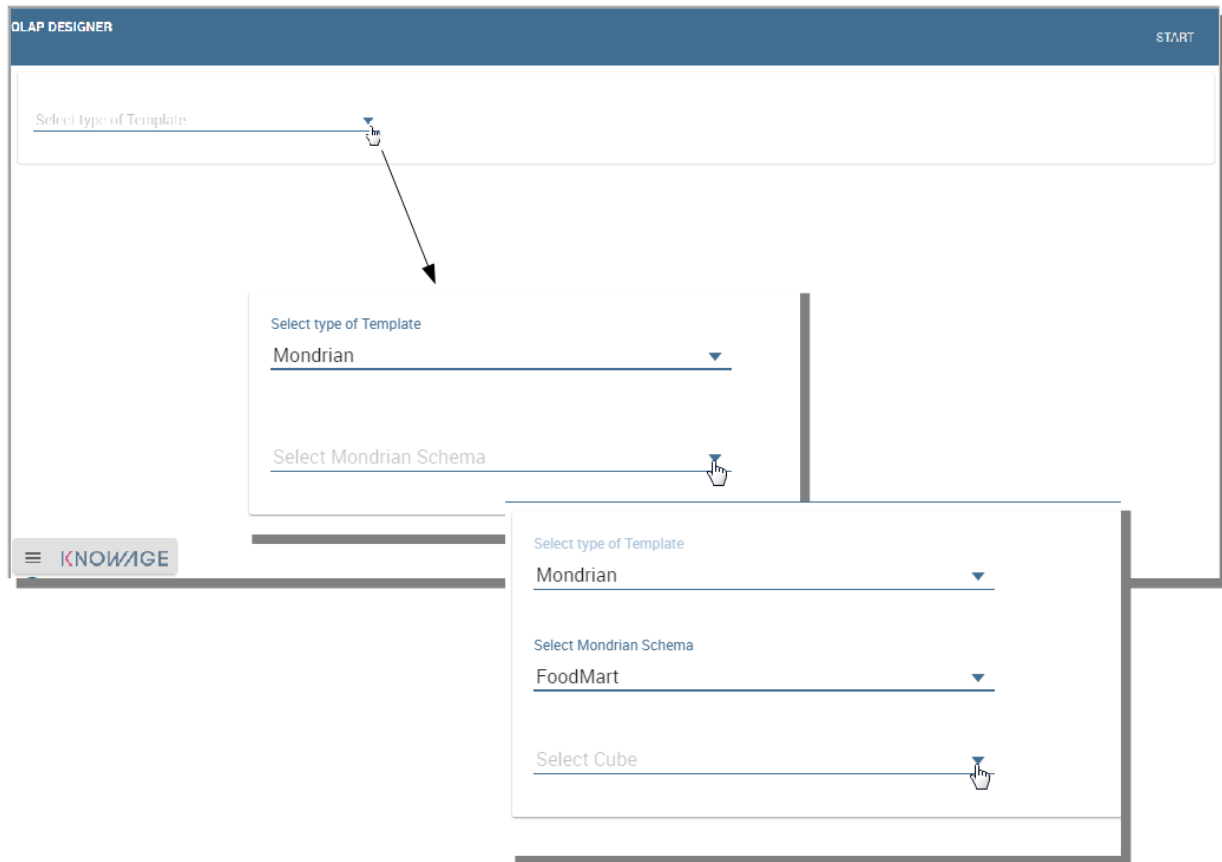 OLAP DESIGNER
START
Select type of Template
Select type of Template
Mondrian
Select Mondrian Schema
Select type of Template
Mondrian
Select Mondrian Schema
FoodMart
Select Cube
KNOWAGE